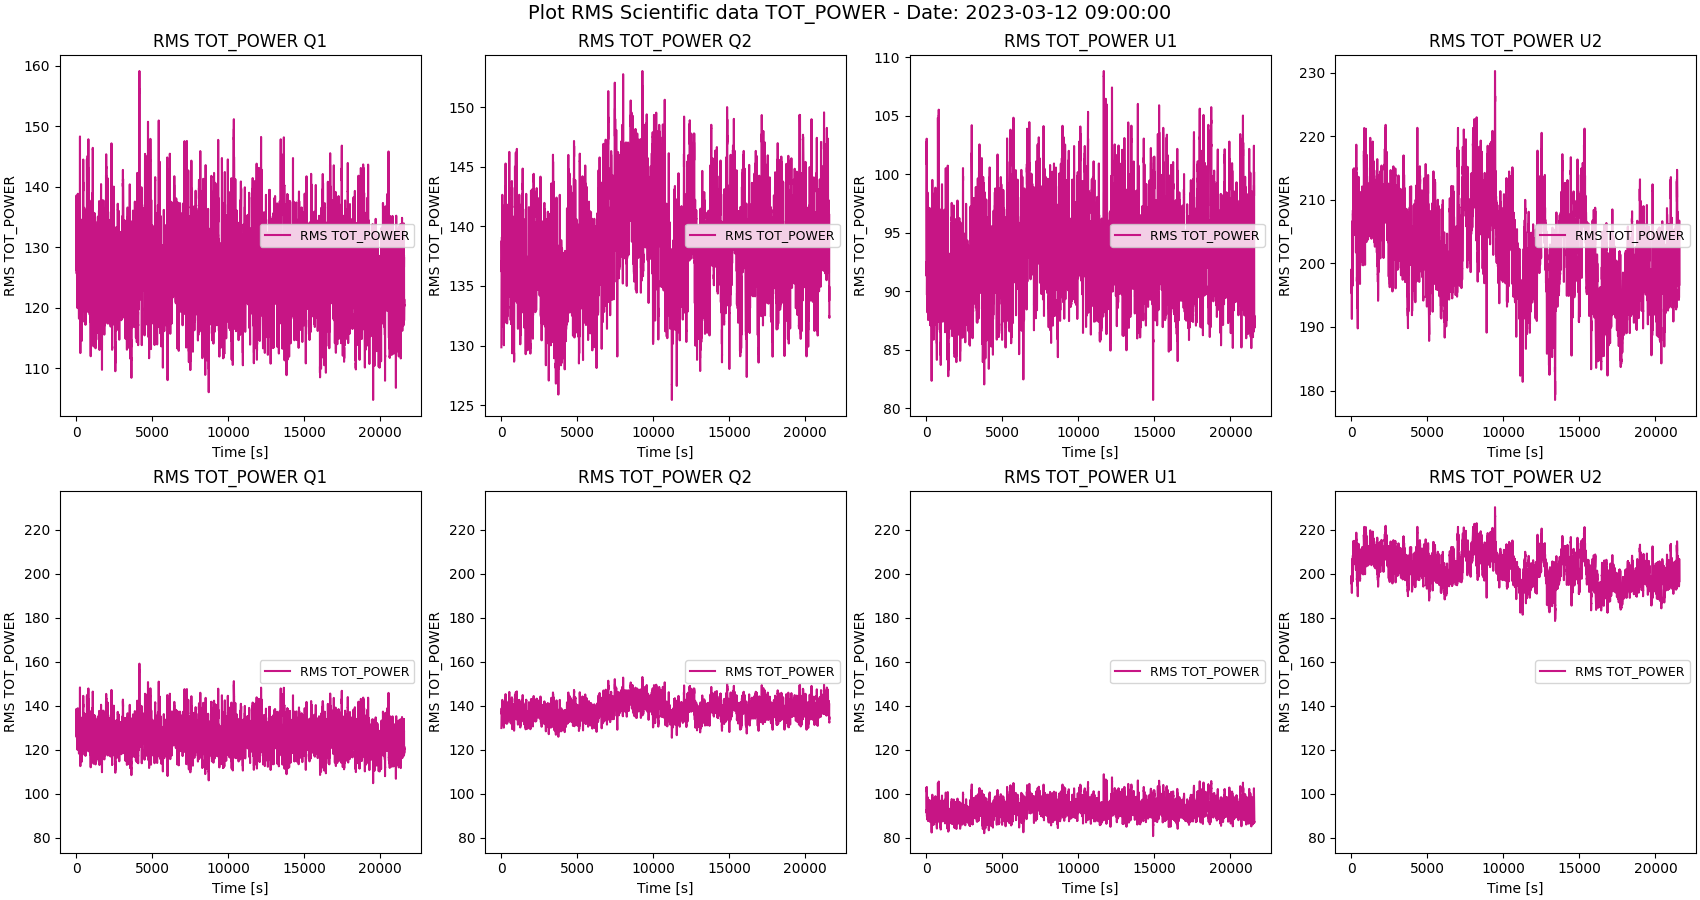 Plot RMS Scientific data TOT_POWER - Date: 2023-03-12 09:00:00
RMS TOT_POWER Q1
RMS TOT_POWER
160
150
140
130
120
110
RMS TOT_POWER
0 5000 10000 15000 20000
Time [s]
RMS TOT_POWER Q2
RMS TOT_POWER
150
145
140
135
130
125
RMS TOT_POWER
0 5000 10000 15000 20000
Time [s]
RMS TOT_POWER U1
RMS TOT_POWER
110
105
100
95
90
85
80
RMS TOT_POWER
0 5000 10000 15000 20000
Time [s]
RMS TOT_POWER U2
RMS TOT_POWER
230
220
210
200
190
180
RMS TOT_POWER
0 5000 10000 15000 20000
Time [s]
RMS TOT_POWER Q1
RMS TOT_POWER
220
200
180
160
140
120
100
80
RMS TOT_POWER
0 5000 10000 15000 20000
Time [s]
RMS TOT_POWER Q2
RMS TOT_POWER
220
200
180
160
140
120
100
80
RMS TOT_POWER
0 5000 10000 15000 20000
Time [s]
RMS TOT_POWER U1
RMS TOT_POWER
220
200
180
160
140
120
100
80
RMS TOT_POWER
0 5000 10000 15000 20000
Time [s]
RMS TOT_POWER U2
RMS TOT_POWER
220
200
180
160
140
120
100
80
RMS TOT_POWER
0 5000 10000 15000 20000
Time [s]